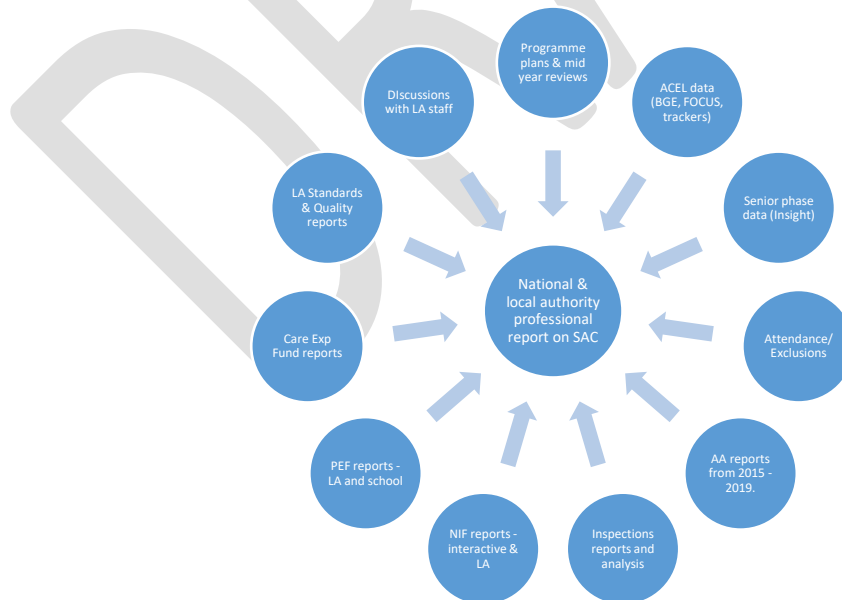 Programme
plans & mid
year reviews
ACEL data
(BGE, FOCUS,
trackers)
Senior phase
data (Insight)
Attendance/
Exclusions
AA reports
from 2015 -
2019.
Inspections
reports and
analysis
NIF reports -
interactive &
LA
PEF reports -
LA and school
Care Exp
Fund reports
LA Standards
& Quality
reports
DIscussions
with LA staff
National &
local authority
professional
report on SAC